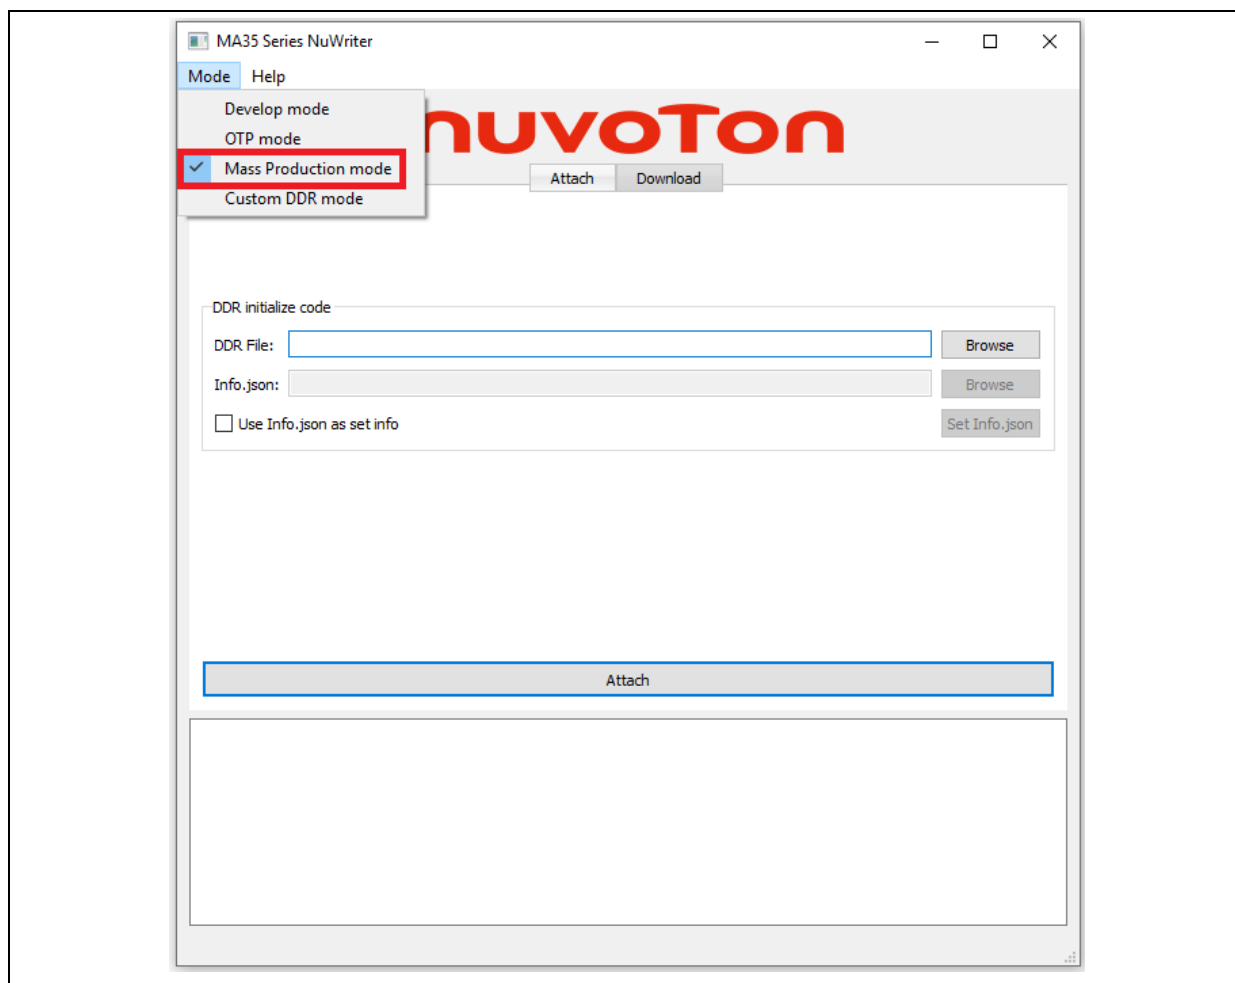 MA35 Series NuWriter
Mode Help
Develop mode
OTP mode
Mass Production mode
Custom DDR mode
nuvoTon
Attach Download
DDR initialize code
DDR File: Browse
Info.json: Browse
Use Info.json as set info Set Info.json
Attach